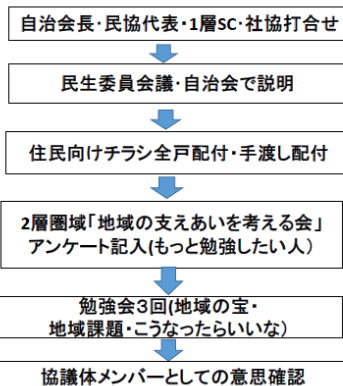 自治会長･民協代表･1層SC･社協打合せ
民生委員会議･自治会で説明
住民向けチラシ全戸配付･手渡し配付
2層圏域「地域の支えあいを考える会」
アンケート記入(もっと勉強したい人）
勉強会３回(地域の宝･
地域課題･こうなったらいいな）
協議体メンバーとしての意思確認